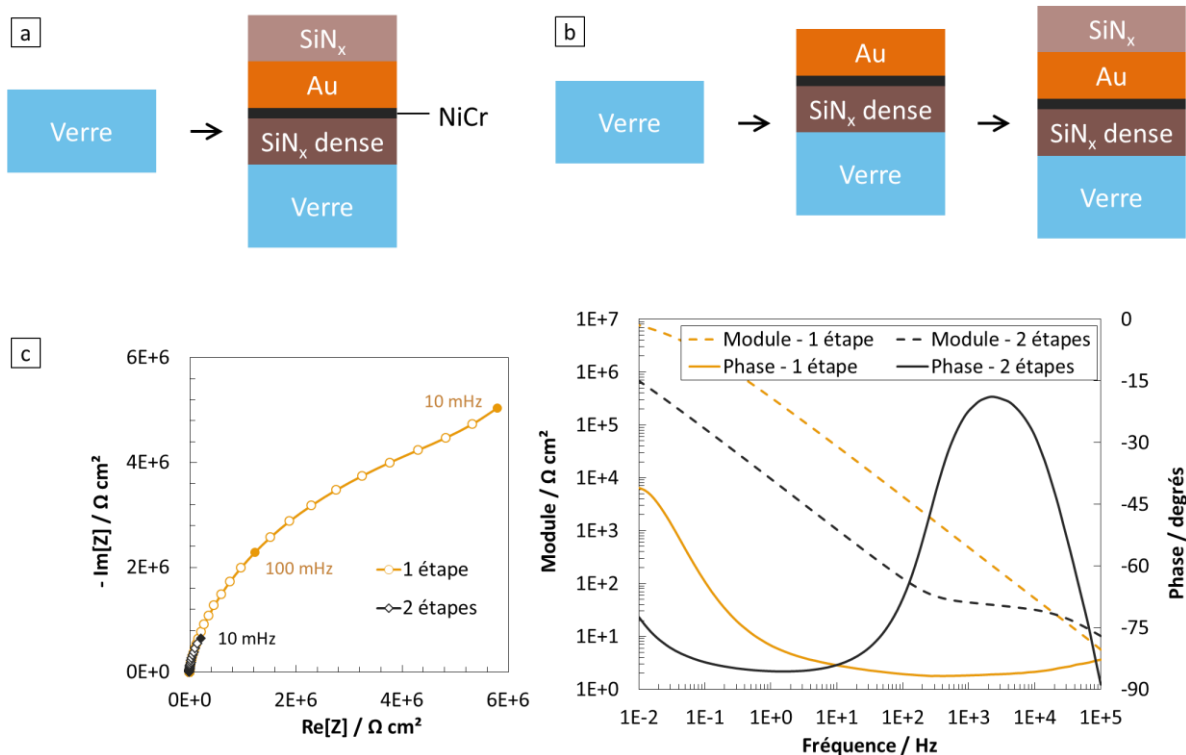 a
SiNₓ
Au
Verre
NiCr
SiNₓ dense
Verre
b
Verre
Au
SiNₓ dense
Verre
SiNₓ
Au
SiNₓ dense
Verre
c
6E+6
4E+6
2E+6
0E+0
- Im[Z] / Ω cm²
10 mHz
100 mHz
10 mHz
1 étape
2 étapes
0E+0 2E+6 4E+6 6E+6
Re[Z] / Ω cm²
1E+7
1E+6
1E+5
1E+4
1E+3
1E+2
1E+1
1E+0
Module / Ω cm²
Module - 1 étape
Module - 2 étapes
Phase - 1 étape
Phase - 2 étapes
0
-15
-30
-45
-60
-75
-90
Phase / degrés
1E-2 1E-1 1E+0 1E+1 1E+2 1E+3 1E+4 1E+5
Fréquence / Hz